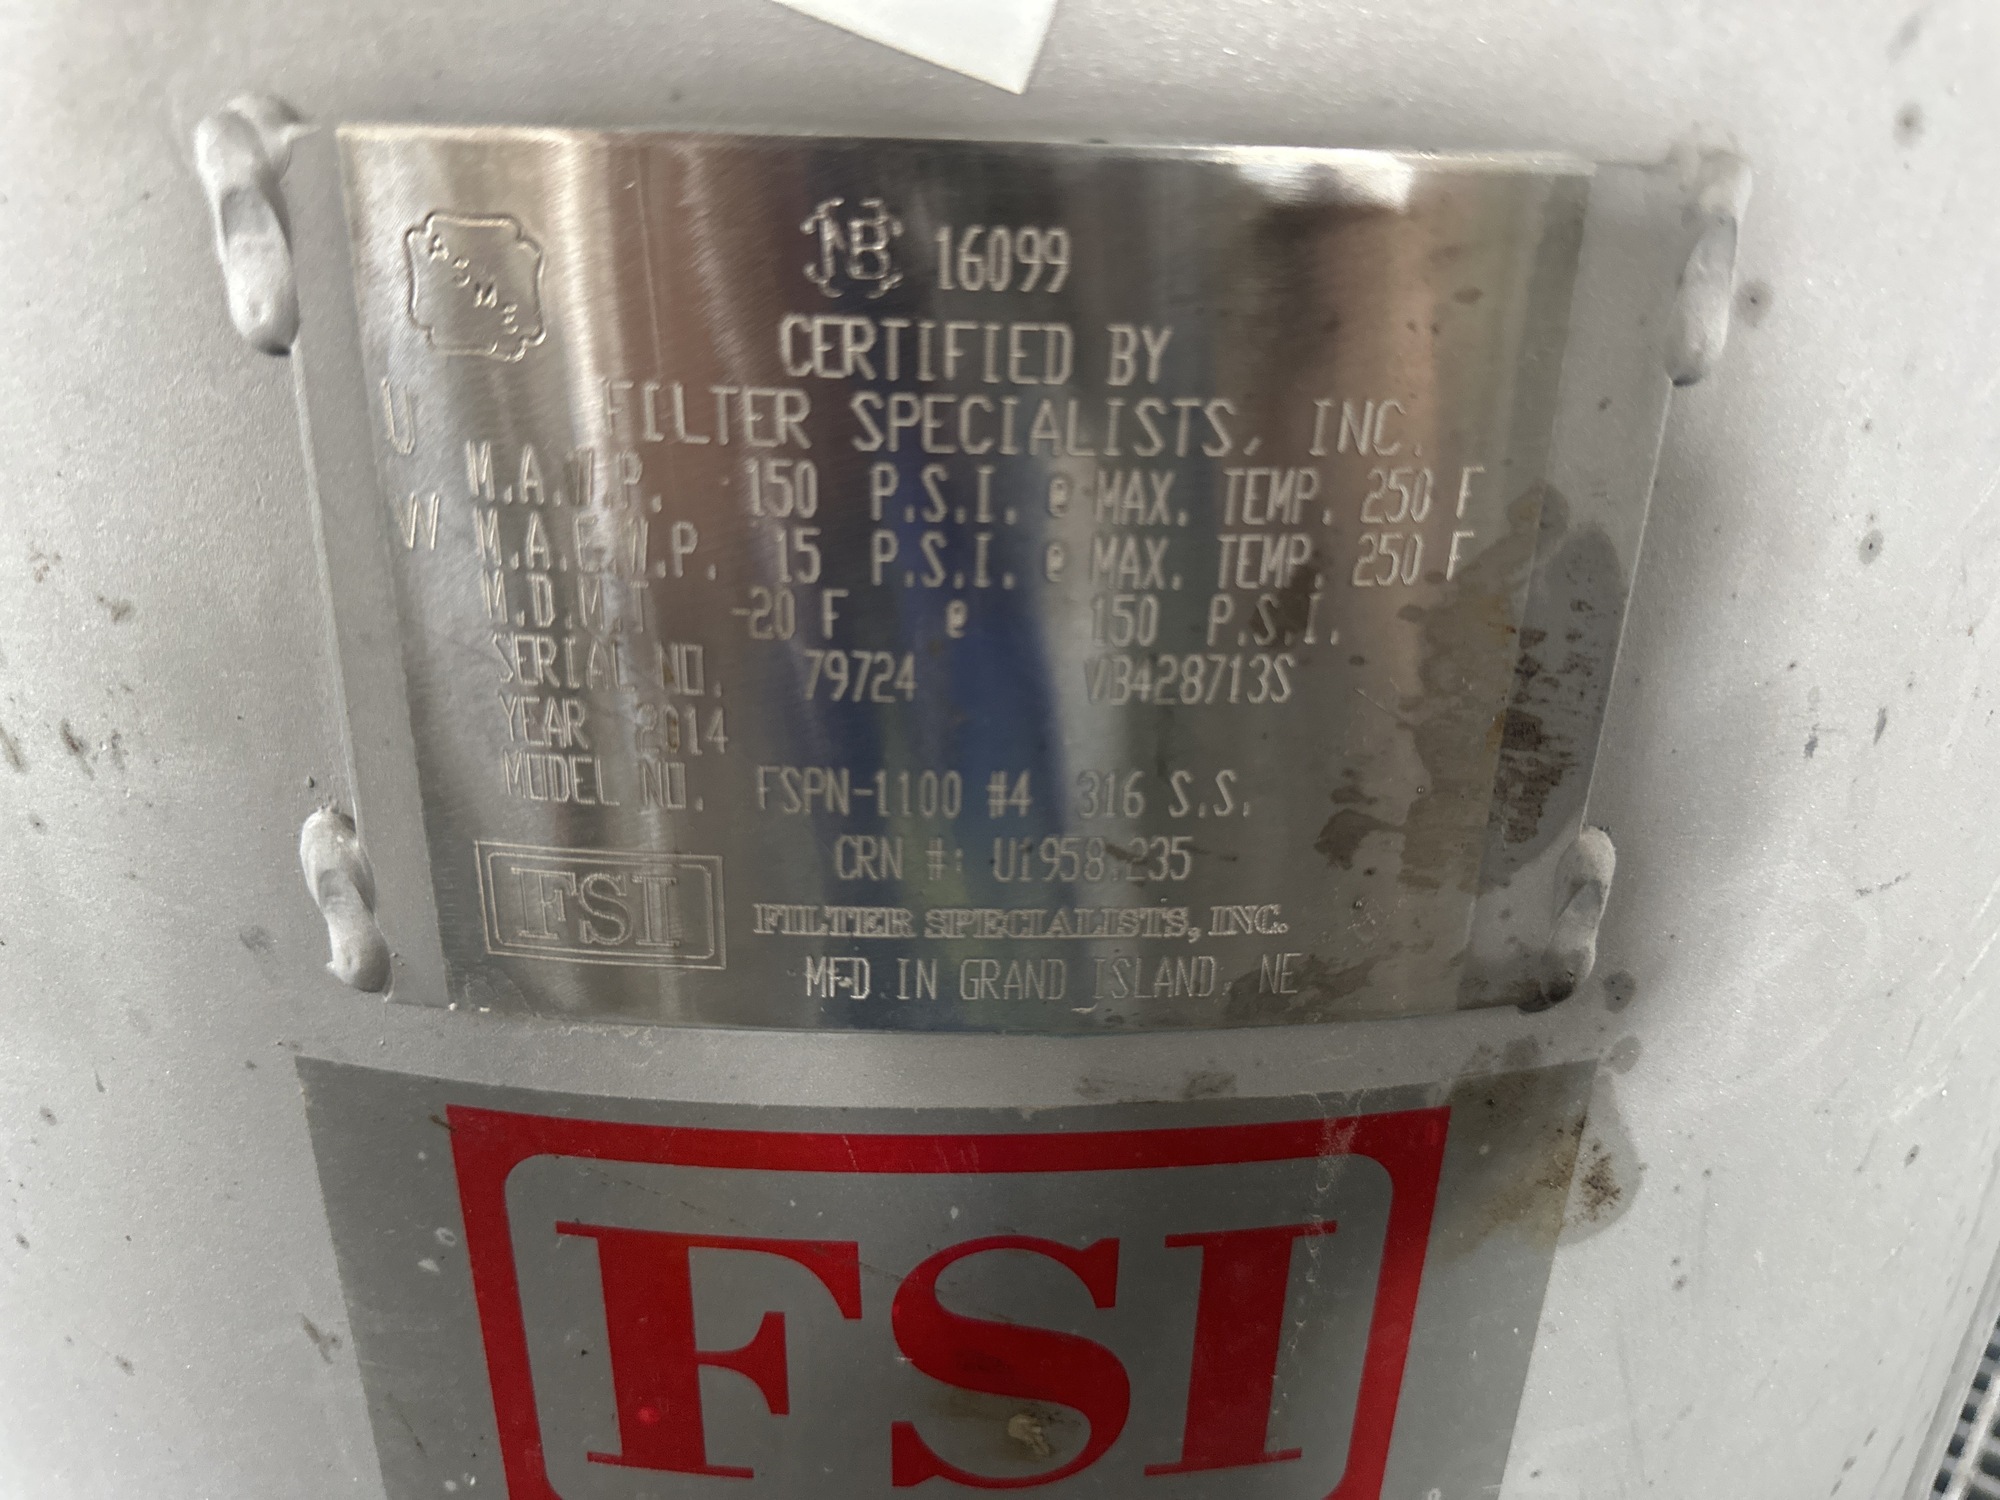 ASME
NB 16099
CERTIFIED BY
U FILTER SPECIALISTS, INC.
M.A.W.P. 150 P.S.I. @ MAX. TEMP. 250 F
W M.A.E.W.P. 15 P.S.I. @ MAX. TEMP. 250 F
M.D.M.T -20 F @ 150 P.S.I.
SERIAL NO. 79724 VB428713S
YEAR 2014
MODEL NO. FSPN-1100 #4 316 S.S.
CRN #: U1958.235
FSI FILTER SPECIALISTS, INC.
MFD IN GRAND ISLAND, NE
FSI